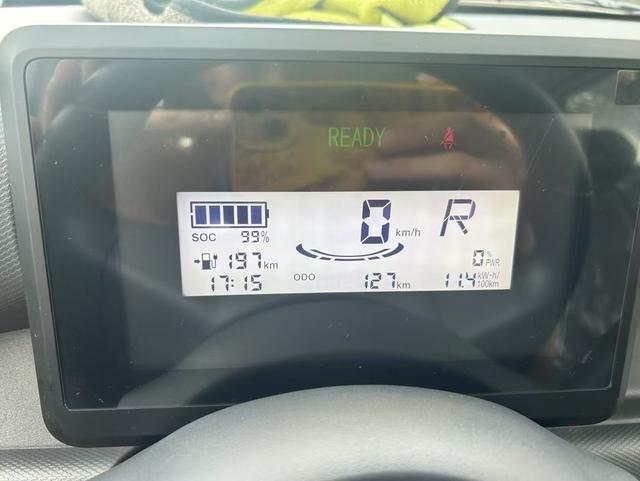 READY
0 km/h R
SOC 99%
197 km
0 % PWR
17:15 ODO 127 km 11.4 kW-h/100km